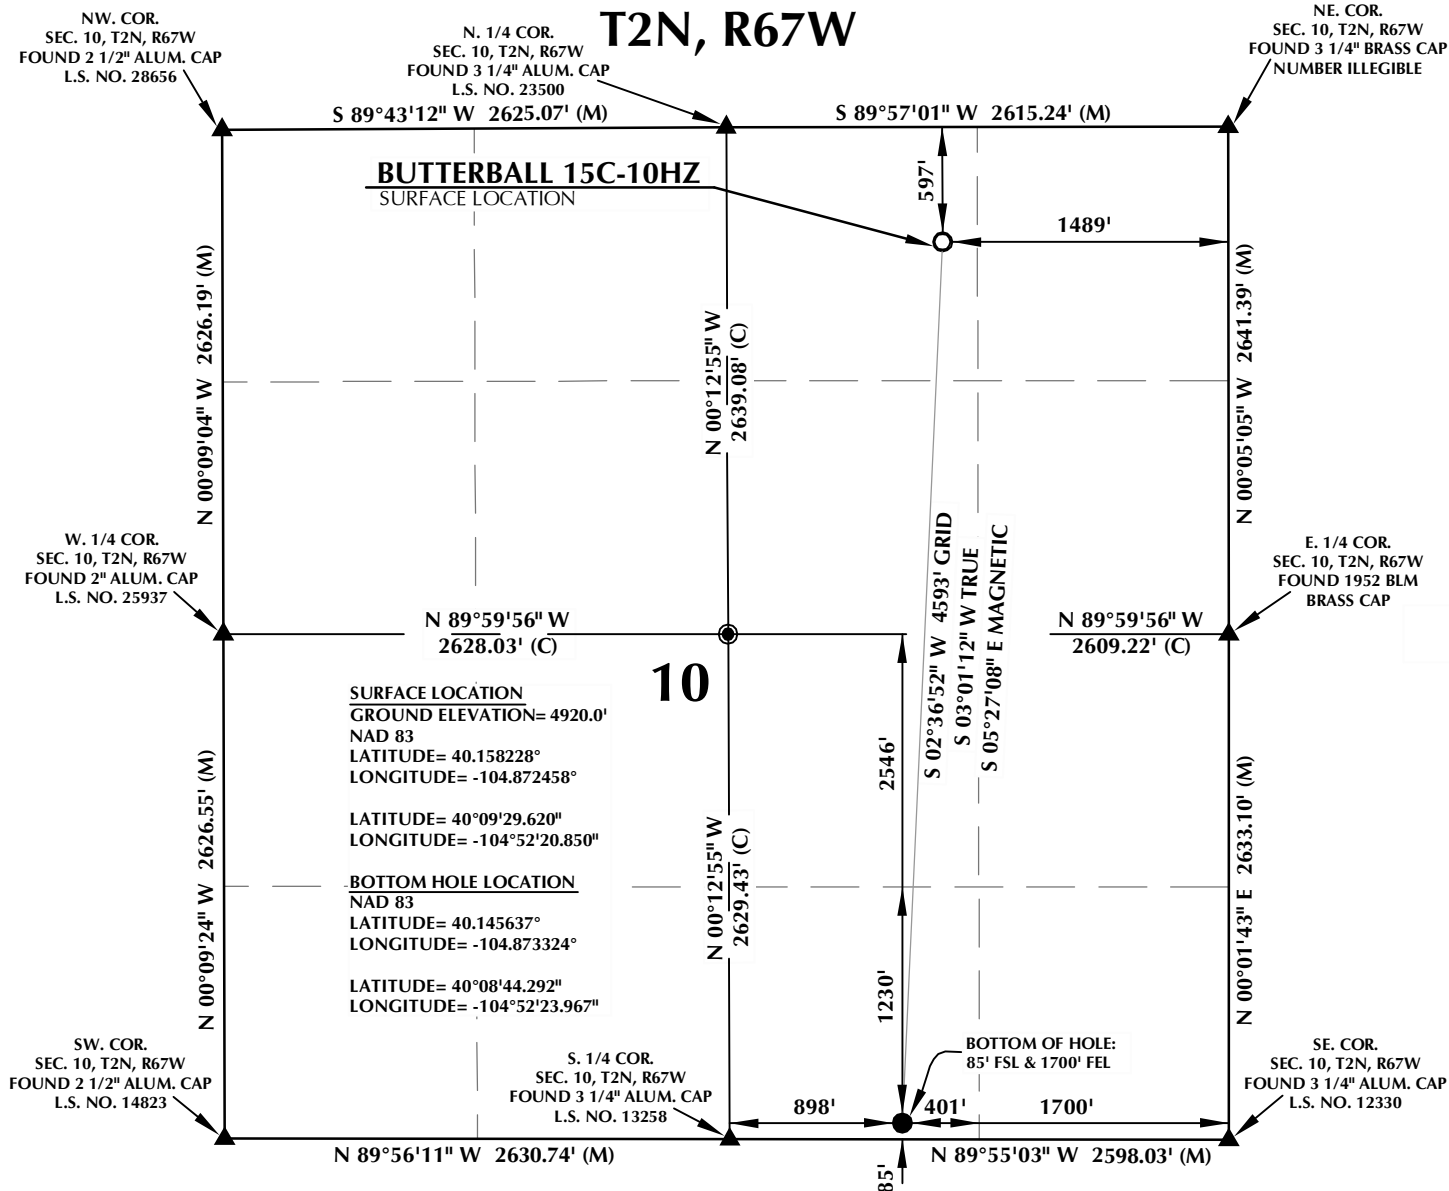 T2N, R67W
NW. COR.
SEC. 10, T2N, R67W
FOUND 2 1/2" ALUM. CAP
L.S. NO. 28656
N. 1/4 COR.
SEC. 10, T2N, R67W
FOUND 3 1/4" ALUM. CAP
L.S. NO. 23500
NE. COR.
SEC. 10, T2N, R67W
FOUND 3 1/4" BRASS CAP
NUMBER ILLEGIBLE
S 89°43'12" W 2625.07' (M)
S 89°57'01" W 2615.24' (M)
BUTTERBALL 15C-10HZ
SURFACE LOCATION
597'
1489'
N 00°09'04" W 2626.19' (M)
N 00°12'55" W
2639.08' (C)
N 00°05'05" W 2641.39' (M)
W. 1/4 COR.
SEC. 10, T2N, R67W
FOUND 2" ALUM. CAP
L.S. NO. 25937
E. 1/4 COR.
SEC. 10, T2N, R67W
FOUND 1952 BLM
BRASS CAP
N 89°59'56" W
2628.03' (C)
N 89°59'56" W
2609.22' (C)
10
S 02°36'52" W 4593' GRID
S 03°01'12" W TRUE
S 05°27'08" E MAGNETIC
SURFACE LOCATION
GROUND ELEVATION= 4920.0'
NAD 83
LATITUDE= 40.158228°
LONGITUDE= -104.872458°
LATITUDE= 40°09'29.620"
LONGITUDE= -104°52'20.850"
BOTTOM HOLE LOCATION
NAD 83
LATITUDE= 40.145637°
LONGITUDE= -104.873324°
LATITUDE= 40°08'44.292"
LONGITUDE= -104°52'23.967"
N 00°09'24" W 2626.55' (M)
N 00°12'55" W
2629.43' (C)
2546'
1230'
N 00°01'43" E 2633.10' (M)
SW. COR.
SEC. 10, T2N, R67W
FOUND 2 1/2" ALUM. CAP
L.S. NO. 14823
S. 1/4 COR.
SEC. 10, T2N, R67W
FOUND 3 1/4" ALUM. CAP
L.S. NO. 13258
BOTTOM OF HOLE:
85' FSL & 1700' FEL
SE. COR.
SEC. 10, T2N, R67W
FOUND 3 1/4" ALUM. CAP
L.S. NO. 12330
898'
401'
1700'
N 89°56'11" W 2630.74' (M)
N 89°55'03" W 2598.03' (M)
85'